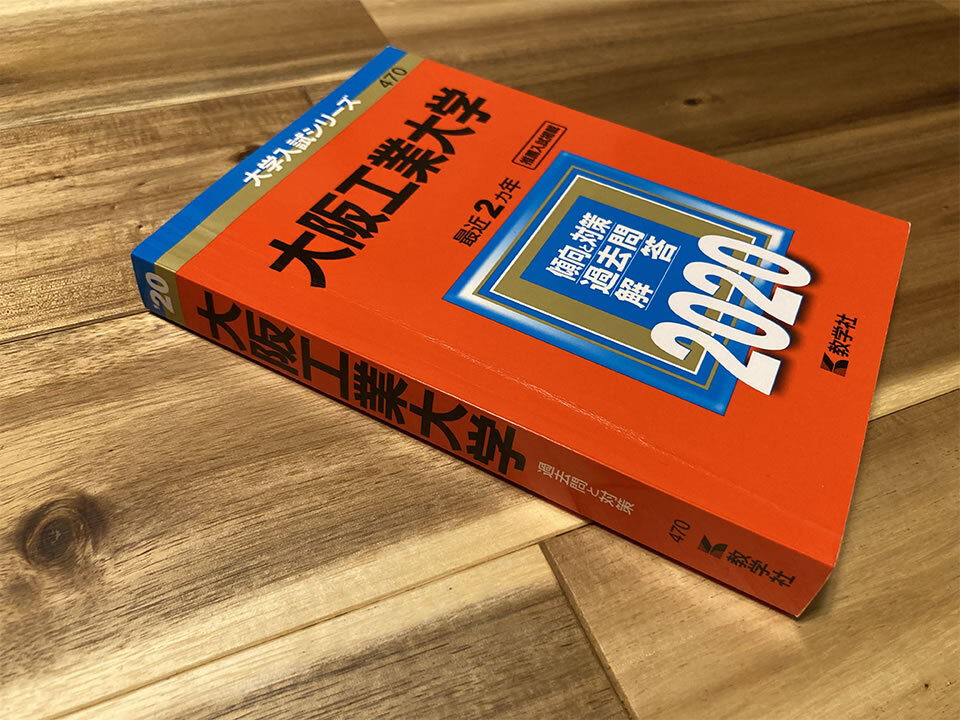 大学入試シリーズ
470
大阪工業大学
最近2カ年
推薦入試掲載
傾向と対策
過去問
解答
2020
教学社
'20
大阪工業大学
過去問と対策
470
教学社